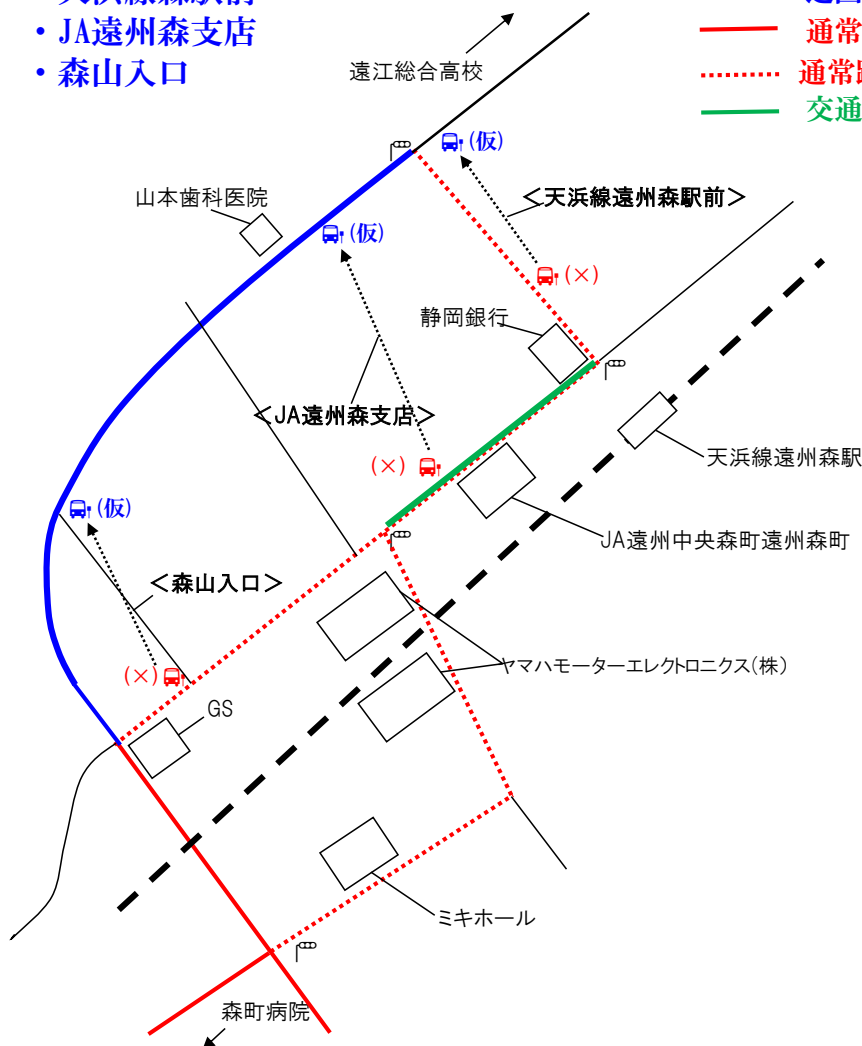 ・JA遠州森支店
・森山入口
通常
交通
遠江総合高校
(仮)
山本歯科医院
<天浜線遠州森駅前>
(仮)
(×)
静岡銀行
<JA遠州森支店>
(×)
天浜線遠州森駅
(仮)
JA遠州中央森町遠州森町
<森山入口>
(×)
ヤマハモーターエレクトロニクス(株)
GS
ミキホール
森町病院